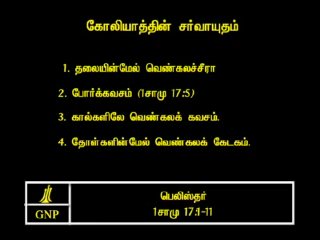 கோலியாத்தின் சர்வாயுதம்
1. தலையின்மேல் வெண்கலச்சீரா
2. போர்க்கவசம் (1சாமு 17:5)
3. கால்களிலே வெண்கலக் கவசம்.
4. தோள்களின்மேல் வெண்கலக் கேடகம்.
பெலிஸ்தர்
GNP
1சாமு 17:1-11